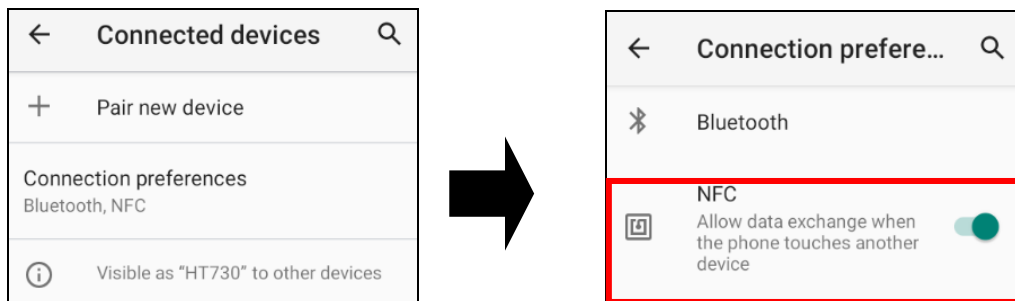 Connected devices
Pair new device
Connection preferences
Bluetooth, NFC
Visible as "HT730" to other devices
Connection prefere...
Bluetooth
NFC
Allow data exchange when
the phone touches another
device